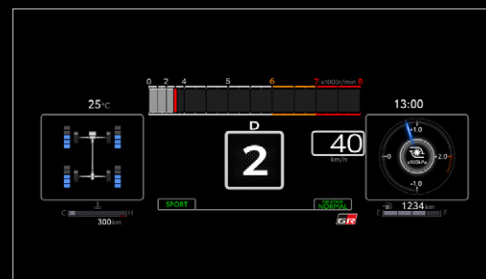 0 2 4 5 6 7 x1000r/min 8
25°C
13:00
D
2
40
km/h
0
+1.0
+2.0
x100kPa
-1.0
C H
300km
SPORT
NORMAL
GR
1234km
E F